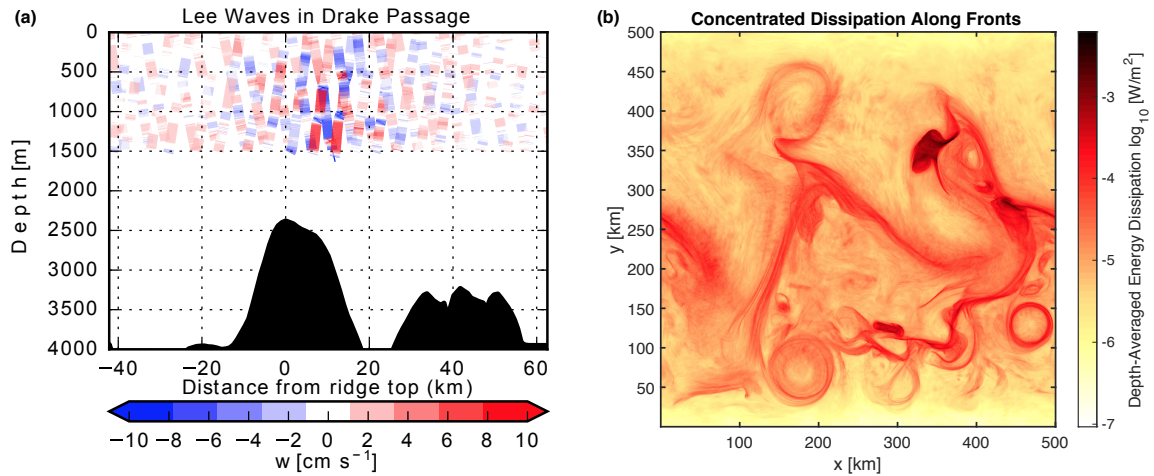 (a)
Lee Waves in Drake Passage
0
500
1000
1500
2000
2500
3000
3500
4000
Depth [m]
−40 −20 0 20 40 60
Distance from ridge top (km)
−10 −8 −6 −4 −2 0 2 4 6 8 10
w [cm s⁻¹]
(b)
Concentrated Dissipation Along Fronts
500
450
400
350
300
250
200
150
100
50
y [km]
100 200 300 400 500
x [km]
-3
-4
-5
-6
-7
Depth-Averaged Energy Dissipation log₁₀ [W/m²]